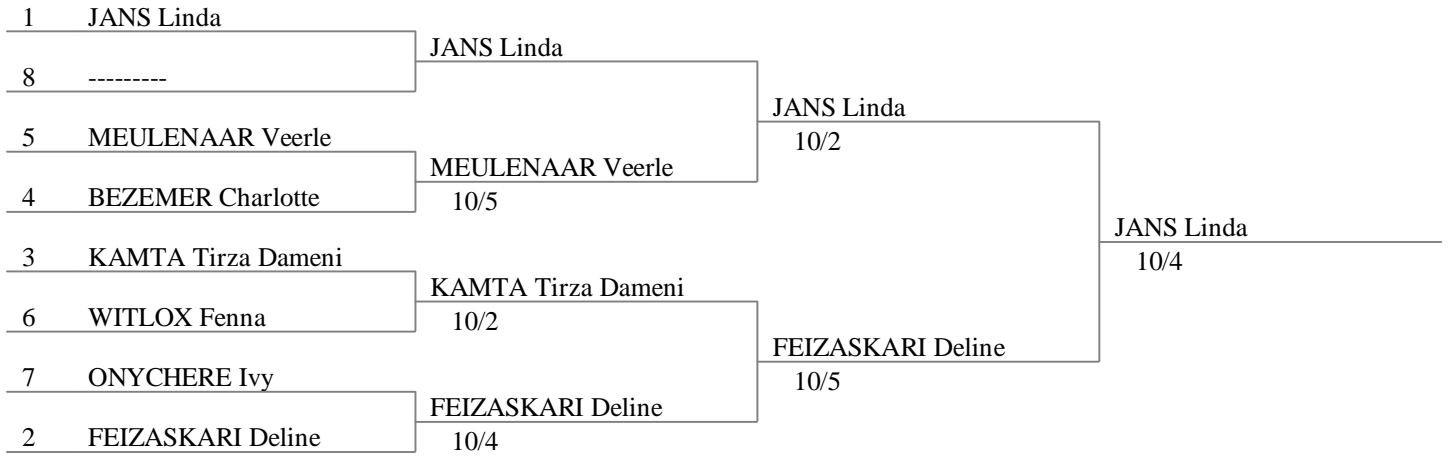 1 JANS Linda
JANS Linda
8 ---------
JANS Linda
5 MEULENAAR Veerle
10/2
MEULENAAR Veerle
4 BEZEMER Charlotte
10/5
JANS Linda
3 KAMTA Tirza Dameni
10/4
KAMTA Tirza Dameni
6 WITLOX Fenna
10/2
FEIZASKARI Deline
7 ONYCHERE Ivy
10/5
FEIZASKARI Deline
2 FEIZASKARI Deline
10/4